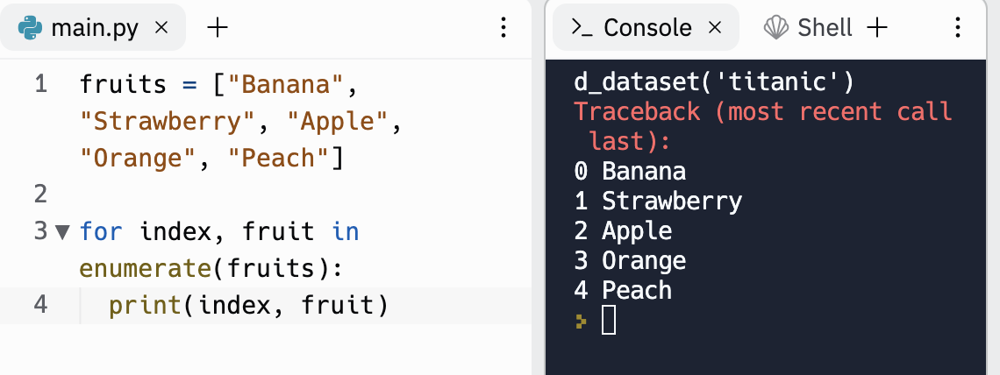 main.py × +
1 fruits = ["Banana",
"Strawberry", "Apple",
"Orange", "Peach"]
2
3 for index, fruit in
enumerate(fruits):
4 print(index, fruit)
>_ Console × Shell +
d_dataset('titanic')
Traceback (most recent call
last):
0 Banana
1 Strawberry
2 Apple
3 Orange
4 Peach